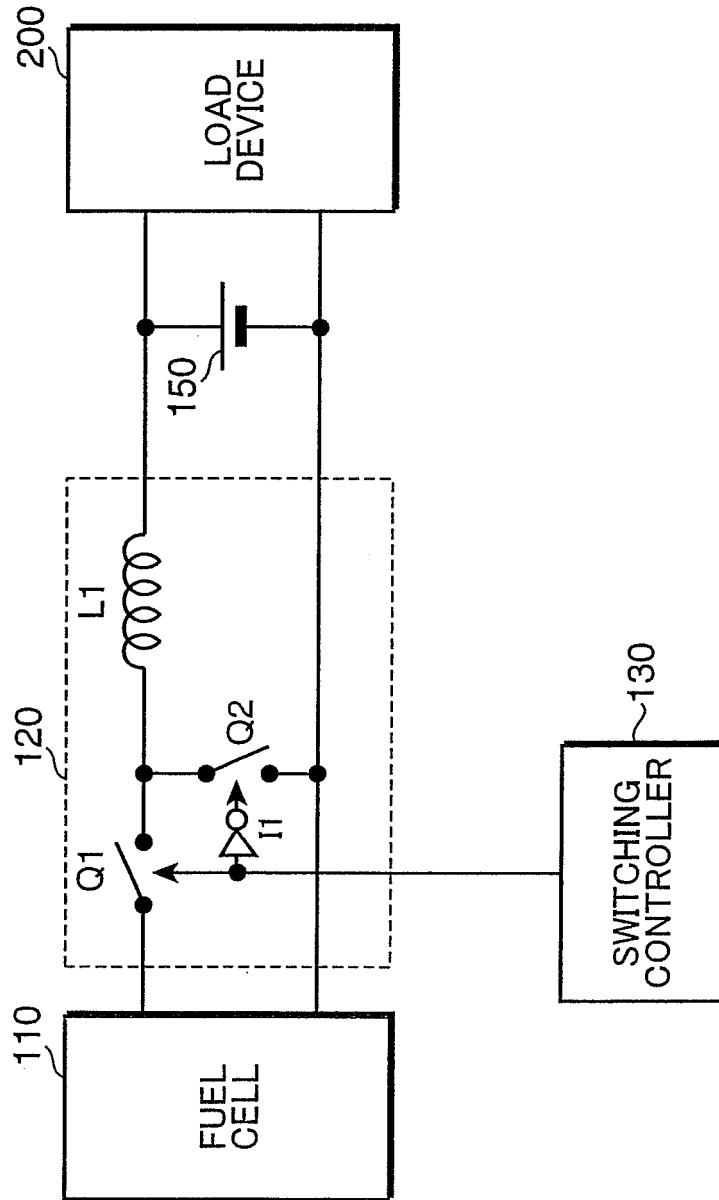 110
FUEL
CELL
120
Q1
I1
Q2
L1
130
SWITCHING
CONTROLLER
150
200
LOAD
DEVICE